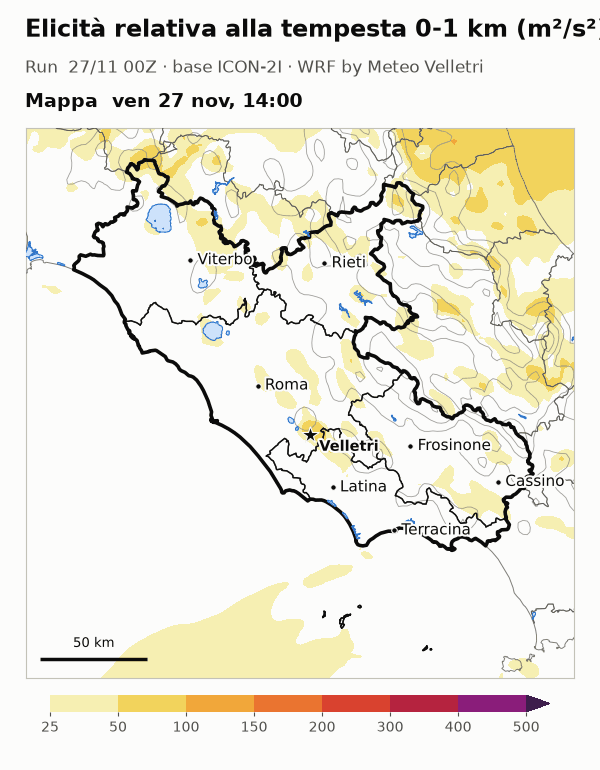 Elicità relativa alla tempesta 0-1 km (m²/s²)
Run 27/11 00Z · base ICON-2I · WRF by Meteo Velletri
Mappa ven 27 nov, 14:00
Viterbo
Rieti
Roma
Velletri
Frosinone
Latina
Cassino
Terracina
50 km
25 50 100 150 200 300 400 500